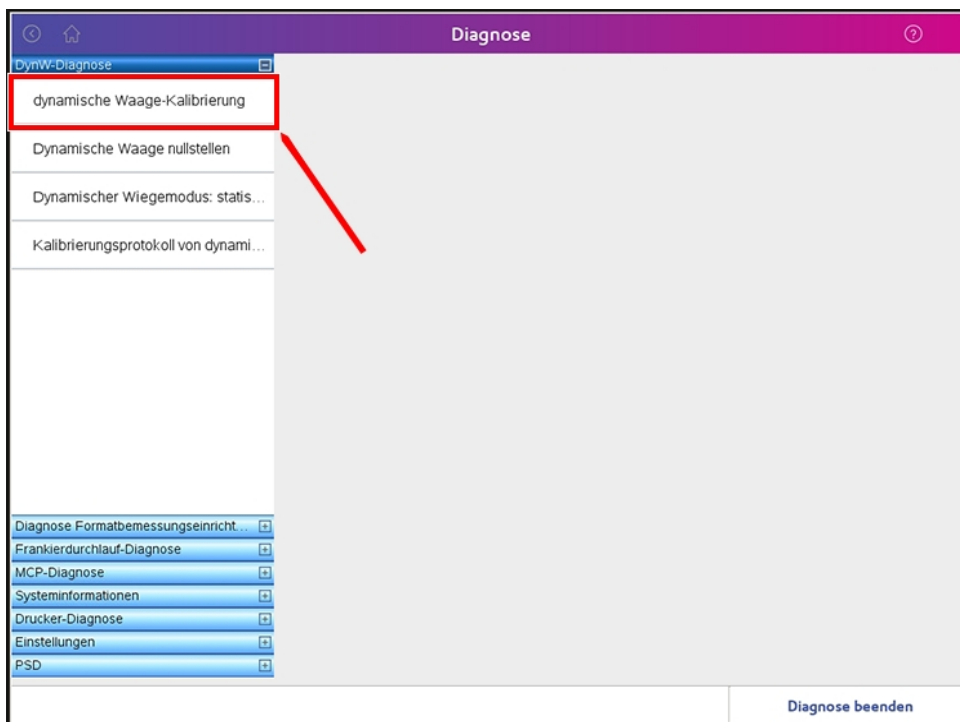 Diagnose
DynW-Diagnose
dynamische Waage-Kalibrierung
Dynamische Waage nullstellen
Dynamischer Wiegemodus: statis...
Kalibrierungsprotokoll von dynami...
Diagnose Formatbemessungseinricht...
Frankierdurchlauf-Diagnose
MCP-Diagnose
Systeminformationen
Drucker-Diagnose
Einstellungen
PSD
Diagnose beenden